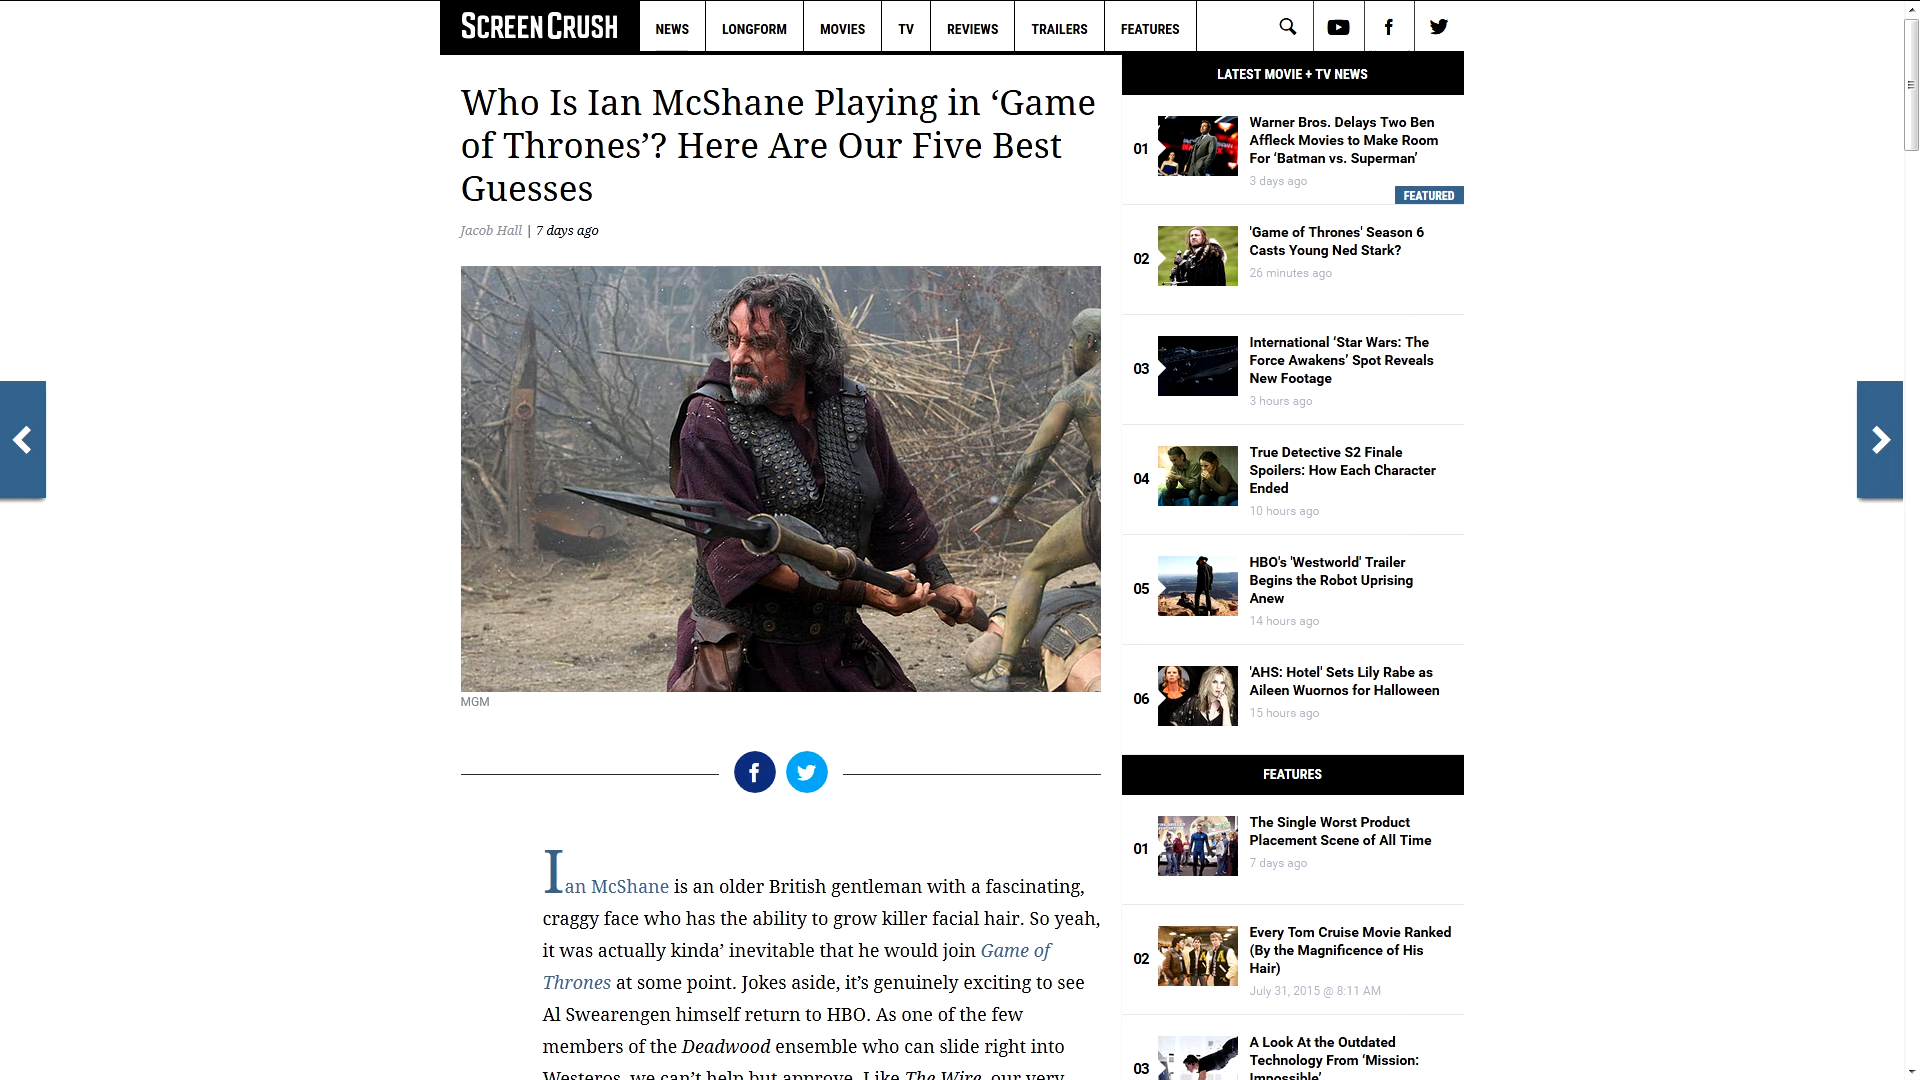 SCREENCRUSH
NEWS
LONGFORM
MOVIES
TV
REVIEWS
TRAILERS
FEATURES
Who Is Ian McShane Playing in ‘Game
of Thrones’? Here Are Our Five Best
Guesses
Jacob Hall | 7 days ago
MGM
Ian McShane is an older British gentleman with a fascinating,
craggy face who has the ability to grow killer facial hair. So yeah,
it was actually kinda’ inevitable that he would join Game of
Thrones at some point. Jokes aside, it’s genuinely exciting to see
Al Swearengen himself return to HBO. As one of the few
members of the Deadwood ensemble who can slide right into
Westeros, we can’t help but approve. Like The Wire, our very
LATEST MOVIE + TV NEWS
01
Warner Bros. Delays Two Ben
Affleck Movies to Make Room
For ‘Batman vs. Superman’
3 days ago
FEATURED
02
'Game of Thrones' Season 6
Casts Young Ned Stark?
26 minutes ago
03
International ‘Star Wars: The
Force Awakens’ Spot Reveals
New Footage
3 hours ago
04
True Detective S2 Finale
Spoilers: How Each Character
Ended
10 hours ago
05
HBO's 'Westworld' Trailer
Begins the Robot Uprising
Anew
14 hours ago
06
'AHS: Hotel' Sets Lily Rabe as
Aileen Wuornos for Halloween
15 hours ago
FEATURES
01
The Single Worst Product
Placement Scene of All Time
7 days ago
02
Every Tom Cruise Movie Ranked
(By the Magnificence of His
Hair)
July 31, 2015 @ 8:11 AM
03
A Look At the Outdated
Technology From ‘Mission:
Impossible’